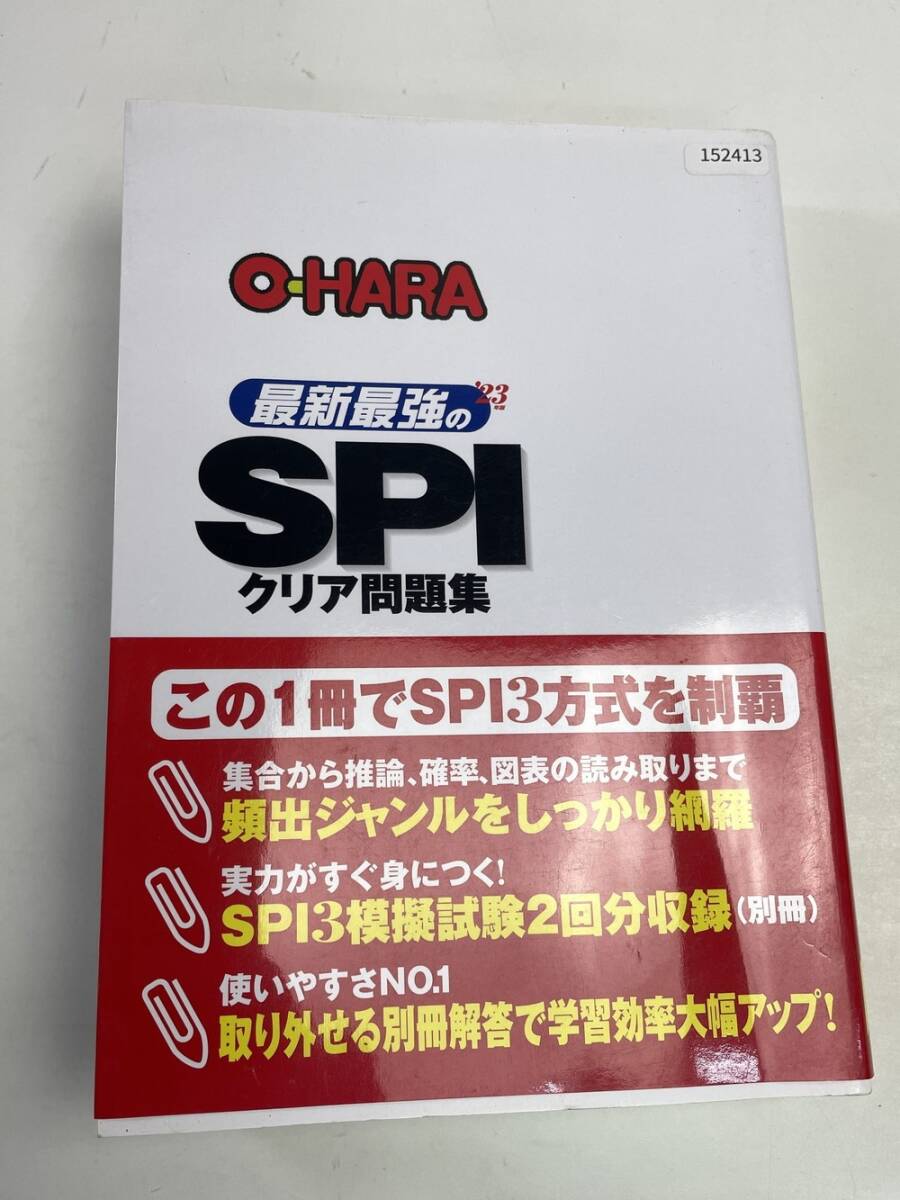 152413
O-HARA
最新最強の
'23年版
SPI
クリア問題集
この1冊でSPI3方式を制覇
集合から推論、確率、図表の読み取りまで
頻出ジャンルをしっかり網羅
実力がすぐ身につく!
SPI3模擬試験2回分収録(別冊)
使いやすさNO.1
取り外せる別冊解答で学習効率大幅アップ!